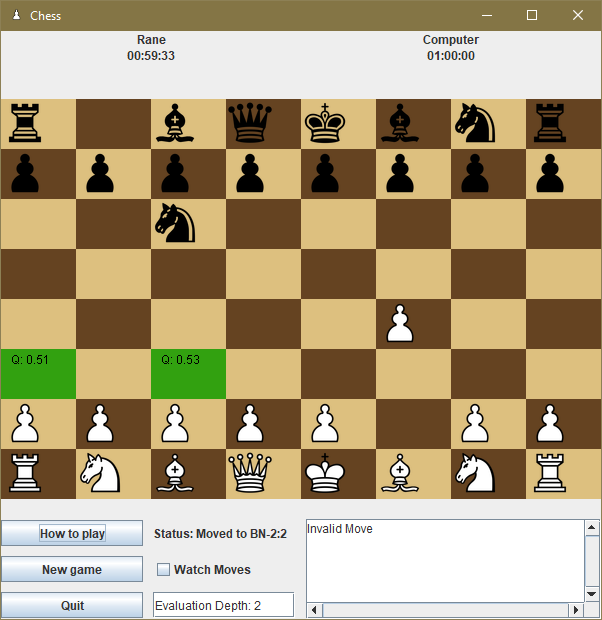 Chess
Rane
Computer
00:59:33
01:00:00
Q: 0.51
Q: 0.53
How to play
Status: Moved to BN-2:2
Invalid Move
New game
Watch Moves
Quit
Evaluation Depth: 2